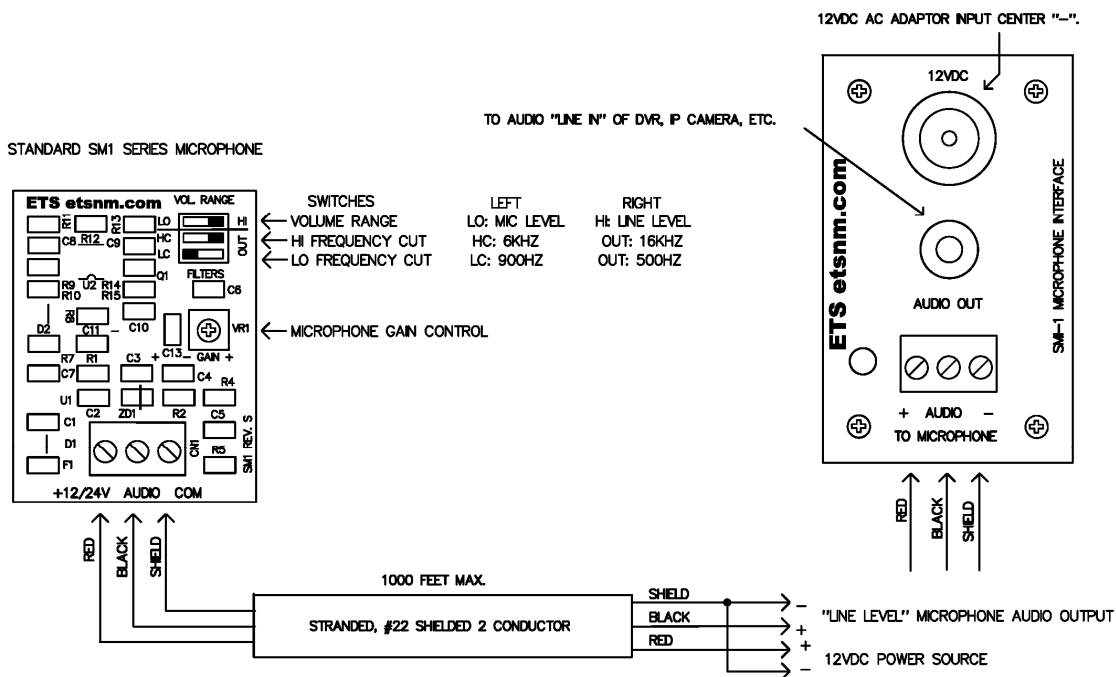 12VDC AC ADAPTOR INPUT CENTER "–".
12VDC
TO AUDIO "LINE IN" OF DVR, IP CAMERA, ETC.
AUDIO OUT
ETS etsnm.com
SMI–1 MICROPHONE INTERFACE
+ AUDIO –
TO MICROPHONE
RED
BLACK
SHIELD
STANDARD SM1 SERIES MICROPHONE
ETS etsnm.com
VOL. RANGE
R11
R12
R13
LO
HI
C8
C9
HC
LC
OUT
Q1
FILTERS
R9
R10
U2
R14
R15
C6
D2
R8
C11 –
C10
C13
VR1
– GAIN +
R7
R1
C3 +
C7
C4
R4
U1
C2
ZD1
R2
C5
C1
D1
F1
CN1
R5
SM1 REV. S
+12/24V AUDIO COM
SWITCHES LEFT RIGHT
VOLUME RANGE LO: MIC LEVEL HI: LINE LEVEL
HI FREQUENCY CUT HC: 6KHZ OUT: 16KHZ
LO FREQUENCY CUT LC: 900HZ OUT: 500HZ
MICROPHONE GAIN CONTROL
RED
BLACK
SHIELD
1000 FEET MAX.
STRANDED, #22 SHIELDED 2 CONDUCTOR
SHIELD –
BLACK +
RED +
–
"LINE LEVEL" MICROPHONE AUDIO OUTPUT
12VDC POWER SOURCE